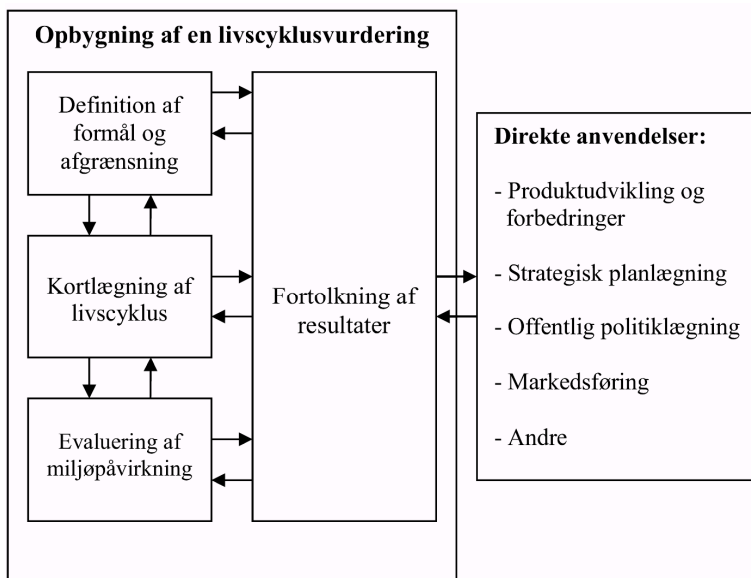 Opbygning af en livscyklusvurdering
Definition af
formål og
afgrænsning
Kortlægning af
livscyklus
Evaluering af
miljøpåvirkning
Fortolkning af
resultater
Direkte anvendelser:
- Produktudvikling og
forbedringer
- Strategisk planlægning
- Offentlig politiklægning
- Markedsføring
- Andre